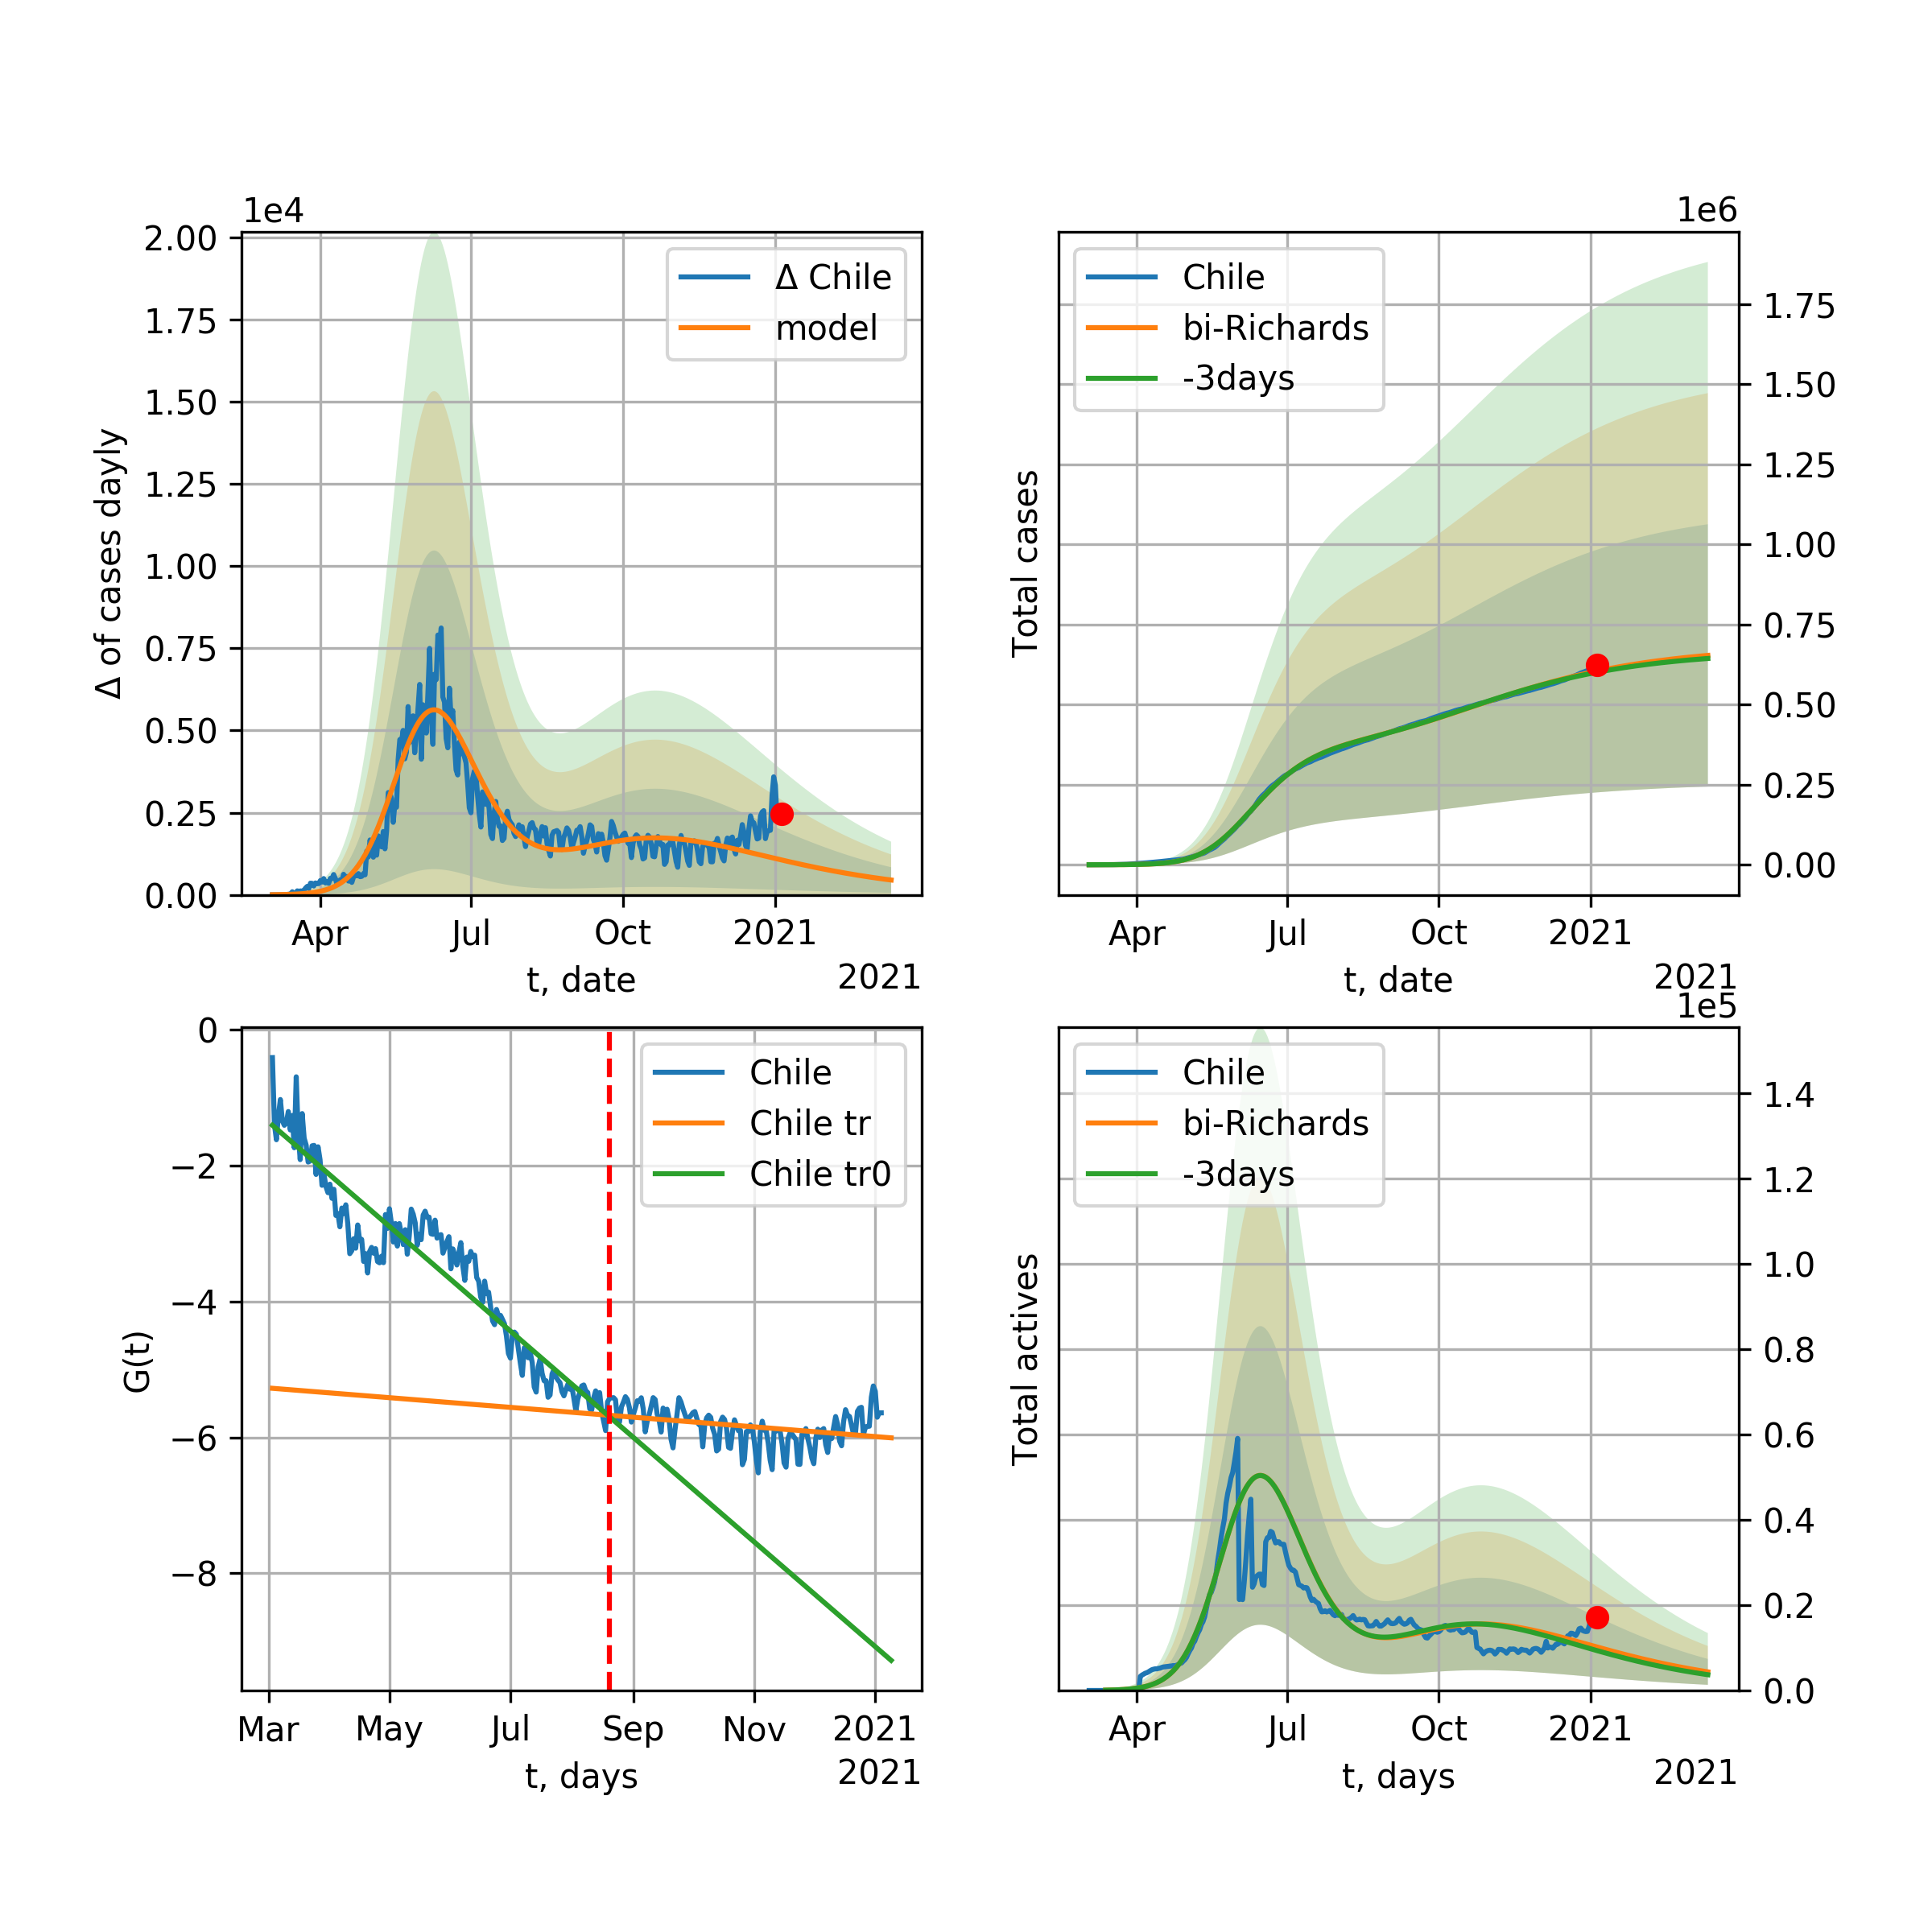 1e4
2.00
1.75
1.50
1.25
1.00
0.75
0.50
0.25
0.00
Δ of cases dayly
Δ Chile
model
Apr Jul Oct 2021
t, date
2021
1e6
1.75
1.50
1.25
1.00
0.75
0.50
0.25
0.00
Total cases
Chile
bi-Richards
-3days
Apr Jul Oct 2021
t, date
2021
0
−2
−4
−6
−8
G(t)
Chile
Chile tr
Chile tr0
Mar May Jul Sep Nov 2021
t, days
2021
1e5
1.4
1.2
1.0
0.8
0.6
0.4
0.2
0.0
Total actives
Chile
bi-Richards
-3days
Apr Jul Oct 2021
t, days
2021